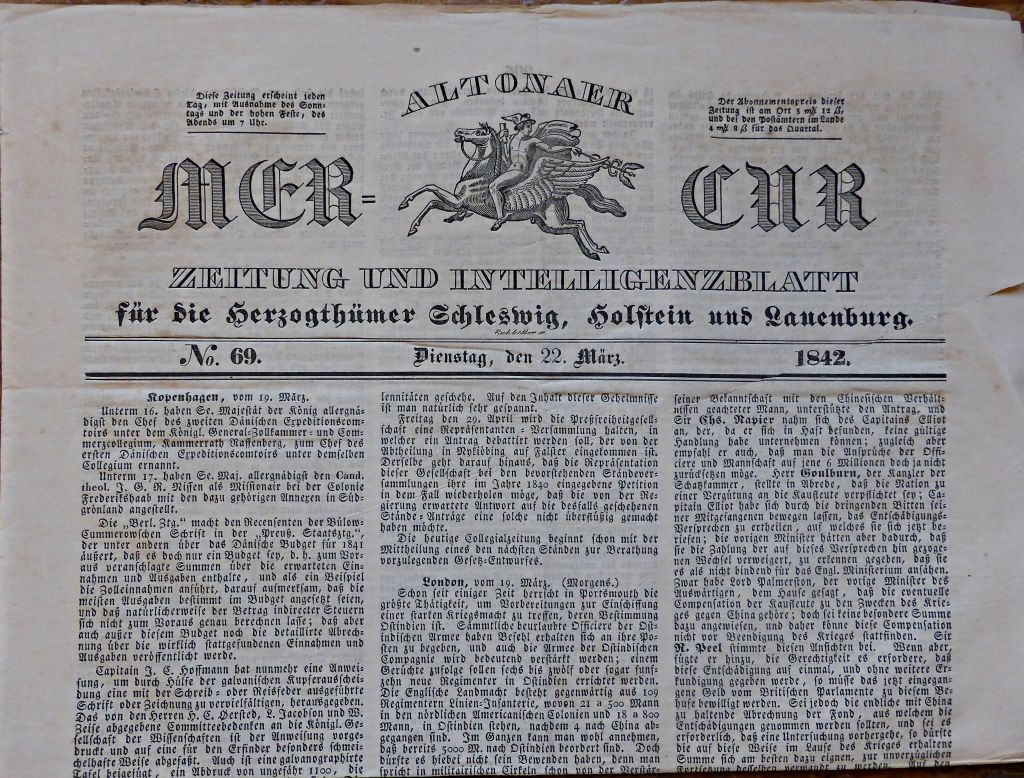 Diese Zeitung erscheint jeden
Tag, mit Ausnahme des Sonn-
tags und der hohen Feste, des
Abends um 7 Uhr.
ALTONAER
Der Abonnementspreis dieser
Zeitung ist am Ort 3 m₰ 12 ß,
und bei den Postämtern im Lande
4 m₰ 8 ß für das Quartal.
MER=
CUR
ZEITUNG UND INTELLIGENZBLATT
für die Herzogthümer Schleswig, Holstein und Lauenburg.
No. 69.
Dienstag, den 22. März.
1842.
Kopenhagen, vom 19. März.
Unterm 16. haben Se. Majestät der König allergnä-
digst den Chef des zweiten Dänischen Expeditionscom-
toirs unter dem Königl. General-Zollkammer- und Com-
merzcollegium, Kammerrath Raffenberg, zum Chef des
ersten Dänischen Expeditionscomtoirs unter demselben
Collegium ernannt.
Unterm 17. haben Se. Maj. allergnädigst den Cand.
theol. J. G. R. Nissen als Missionair bei der Colonie
Frederikshaab mit den dazu gehörigen Annexen in Süd-
grönland angestellt.
Die „Berl. Ztg.“ macht den Recensenten der Bülow-
Cummerowschen Schrift in der „Preuß. Staatsztg.“,
der unter andern über das Dänische Budget für 1841
äußert, daß es doch nur ein Budget sey, d. h. zum Vor-
aus veranschlagte Summen über die erwarteten Ein-
nahmen und Ausgaben enthalte, und als ein Beispiel
die Zolleinnahmen anführt, darauf aufmerksam, daß die
meisten Ausgaben bestimmt im Budget angesetzt seien,
und daß natürlicherweise der Betrag indirecter Steuern
sich nicht zum Voraus genau berechnen lasse; daß aber
auch außer diesem Budget noch die detaillirte Abrech-
nung über die wirklich stattgefundenen Einnahmen und
Ausgaben veröffentlicht werde.
Capitain J. C. Hoffmann hat nunmehr eine Anwei-
sung, um durch Hülfe der galvanischen Kupferausschei-
dung eine mit der Schreib- oder Reisfeder ausgeführte
Schrift oder Zeichnung zu vervielfältigen, herausgegeben.
Das von den Herren H. C. Hersted, L. Jacobson und W.
Zeise abgegebene Committeebedenken an die Königl. Ge-
sellschaft der Wissenschaften ist der Anweisung vorge-
druckt und auf eine für den Erfinder besonders schmei-
chelhafte Weise abgefaßt. Auch ist eine galvanographirte
Tafel beigefügt, ein Abdruck von ungefähr 1100, die
lennitäten geschehe. Auf den Inhalt dieser Geheimnisse
ist man natürlich sehr gespannt.
Freitag den 29. April wird die Preßfreiheitgesell-
schaft eine Repräsentanten-Versammlung halten, in
welcher ein Antrag debattirt werden soll, der von der
Abtheilung in Nykiöbing auf Falster eingekommen ist.
Derselbe geht darauf hinaus, daß die Repräsentation
dieser Gesellschaft bei den bevorstehenden Ständever-
sammlungen ihre im Jahre 1840 eingegebene Petition
in dem Fall wiederholen möge, daß die von der Re-
gierung erwartete Antwort auf die desfalls geschehenen
Stände-Anträge eine solche nicht überflüßig gemacht
haben möchte.
Die heutige Collegialzeitung beginnt schon mit der
Mittheilung eines den nächsten Ständen zur Berathung
vorzulegenden Gesetz-Entwurfes.
London, vom 19. März. (Morgens.)
Schon seit einiger Zeit herrscht in Portsmouth die
größte Thätigkeit, um Vorbereitungen zur Einschiffung
einer starken Kriegsmacht zu treffen, deren Bestimmung
Ostindien ist. Sämmtliche beurlaubte Officiere der Ost-
indischen Armee haben Befehl erhalten sich an ihre Po-
sten zu begeben, und auch die Armee der Ostindischen
Compagnie wird bedeutend verstärkt werden; einem
Gerüchte zufolge sollen sechs bis zwölf oder sogar funf-
zehn neue Regimenter in Ostindien errichtet werden.
Die Englische Landmacht besteht gegenwärtig aus 109
Regimentern Linien-Infanterie, wovon 21 a 500 Mann
in den nördlichen Americanischen Colonien und 18 a 800
Mann, in Ostindien stehen, nachdem 4 nach China ab-
gegangen sind. Im Ganzen kann man wohl annehmen,
daß bereits 5000 M. nach Ostindien beordert sind. Doch
dürfte es hiebei nicht sein Bewenden haben, denn man
spricht in militairischen Cirkeln schon von der Verstär-
seiner Bekanntschaft mit den Chinesischen Verhält-
nissen geachteter Mann, unterstützte den Antrag, und
Sir Chs. Napier nahm sich des Capitains Elliot
an, der, da er sich in Haft befunden, keine gültige
Handlung habe unternehmen können; zugleich aber
empfahl er auch, daß man die Ansprüche der Offi-
ciere und Mannschaft auf jene 6 Millionen doch ja nicht
zurücksetzen möge. Herr Goulburn, der Kanzler der
Schatzkammer, stellte in Abrede, daß die Nation zu
einer Vergütung an die Kaufleute verpflichtet sey; Ca-
pitain Elliot habe sich durch die dringenden Bitten sei-
ner Mitgefangenen bewegen lassen, das Entschädigungs-
Versprechen zu ertheilen, auf welches sie sich jetzt be-
riefen; die vorigen Minister hätten aber dadurch, daß
sie die Zahlung der auf dieses Versprechen hin gezoge-
nen Wechsel verweigert, zu erkennen gegeben, daß sie
es als nicht bindend für das Engl. Ministerium ansähen.
Zwar habe Lord Palmerston, der vorige Minister des
Auswärtigen, dem Hause gesagt, daß die eventuelle
Compensation der Kaufleute zu den Zwecken des Krie-
ges gegen China gehöre; doch sei keine besondere Summe
dazu angewiesen, und daher könne diese Compensation
nicht vor Beendigung des Krieges stattfinden. Sir
R. Peel stimmte diesen Ansichten bei. Wenn aber,
fügte er hinzu, die Gerechtigkeit es erfordere, daß
diese Entschädigung auf einmal, und ohne weitere Er-
kundigung gegeben werde, so müsse das jetzt eingegan-
gene Geld vom Britischen Parlamente zu diesem Be-
hufe bewilligt werden. Sei jedoch die endliche mit China
zu haltende Abrechnung der Fond, aus welchem die
Entschädigungen genommen werden sollten, und sei es
erforderlich, daß eine Untersuchung vorhergehe, so dürfte
die auf diese Weise im Laufe des Krieges erhaltene
Summe am besten dazu eignen, zur unverzüglichen
Fortsetzung desselben verwandt zu werden. Auf den